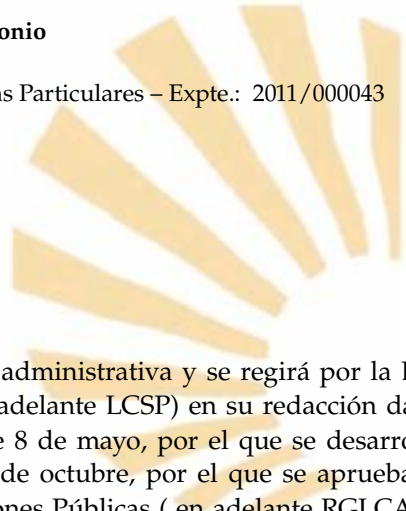 onio
s Particulares – Expte.: 2011/000043
administrativa y se regirá por la
adelante LCSP) en su redacción da
e 8 de mayo, por el que se desarro
de octubre, por el que se aprueba
ones Públicas ( en adelante RGLCA